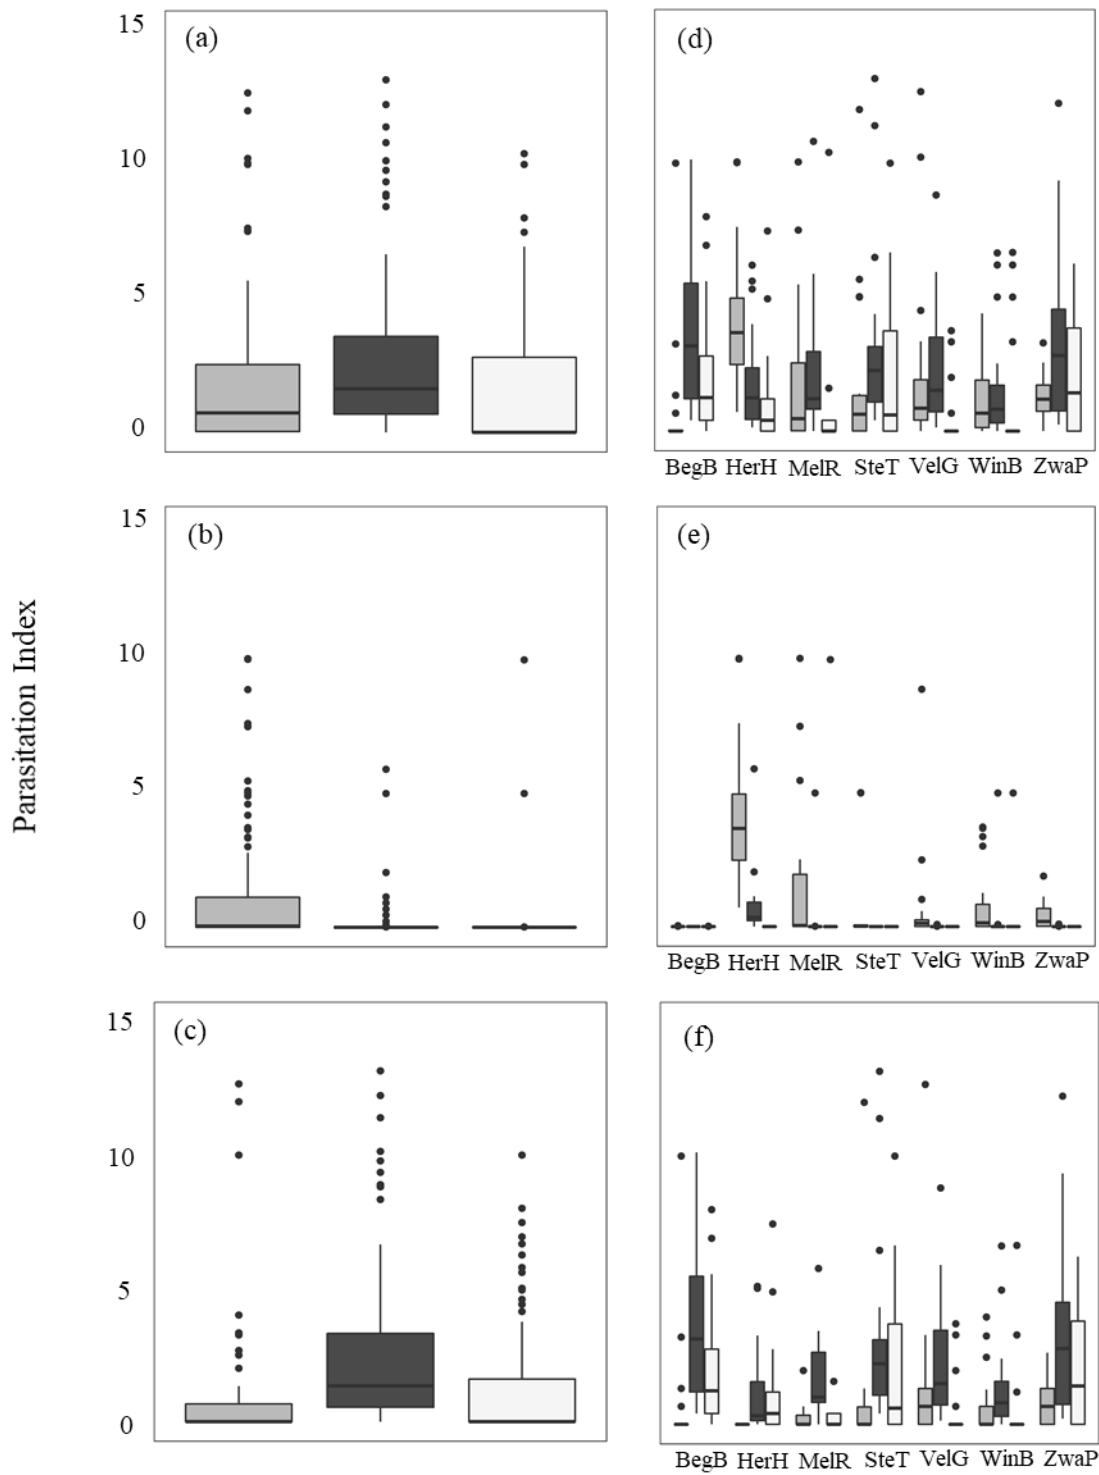 Parasitation Index
15
(a)
10
5
0
(d)
BegB HerH MelR SteT VelG WinB ZwaP
15
(b)
10
5
0
(e)
BegB HerH MelR SteT VelG WinB ZwaP
15
(c)
10
5
0
(f)
BegB HerH MelR SteT VelG WinB ZwaP